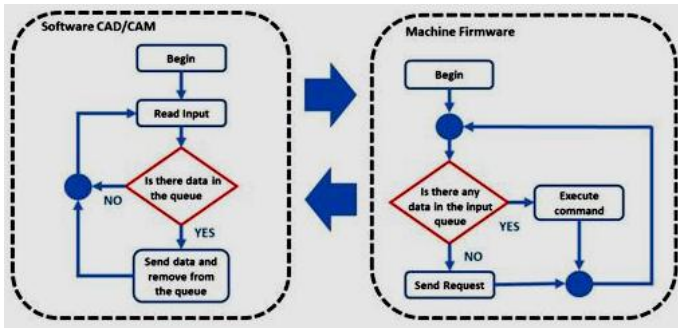 Software CAD/CAM
Begin
Read Input
Is there data in
the queue
NO
YES
Send data and
remove from
the queue
Machine Firmware
Begin
Is there any
data in the input
queue
YES
Execute
command
NO
Send Request